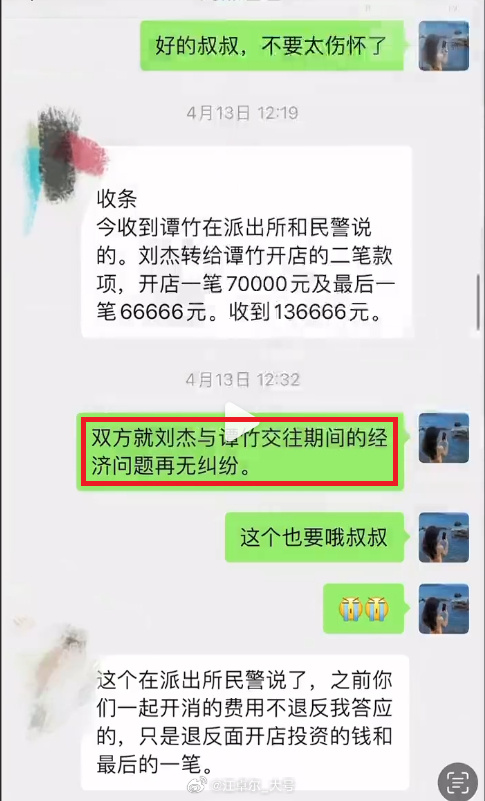 好的叔叔，不要太伤怀了
4月13日 12:19
收条
今收到谭竹在派出所和民警说
的。刘杰转给谭竹开店的二笔款
项，开店一笔70000元及最后一
笔66666元。收到136666元。
4月13日 12:32
双方就刘杰与谭竹交往期间的经
济问题再无纠纷。
这个也要哦叔叔
这个在派出所民警说了，之前你
们一起开消的费用不退反我答应
的，只是退反面开店投资的钱和
最后的一笔。